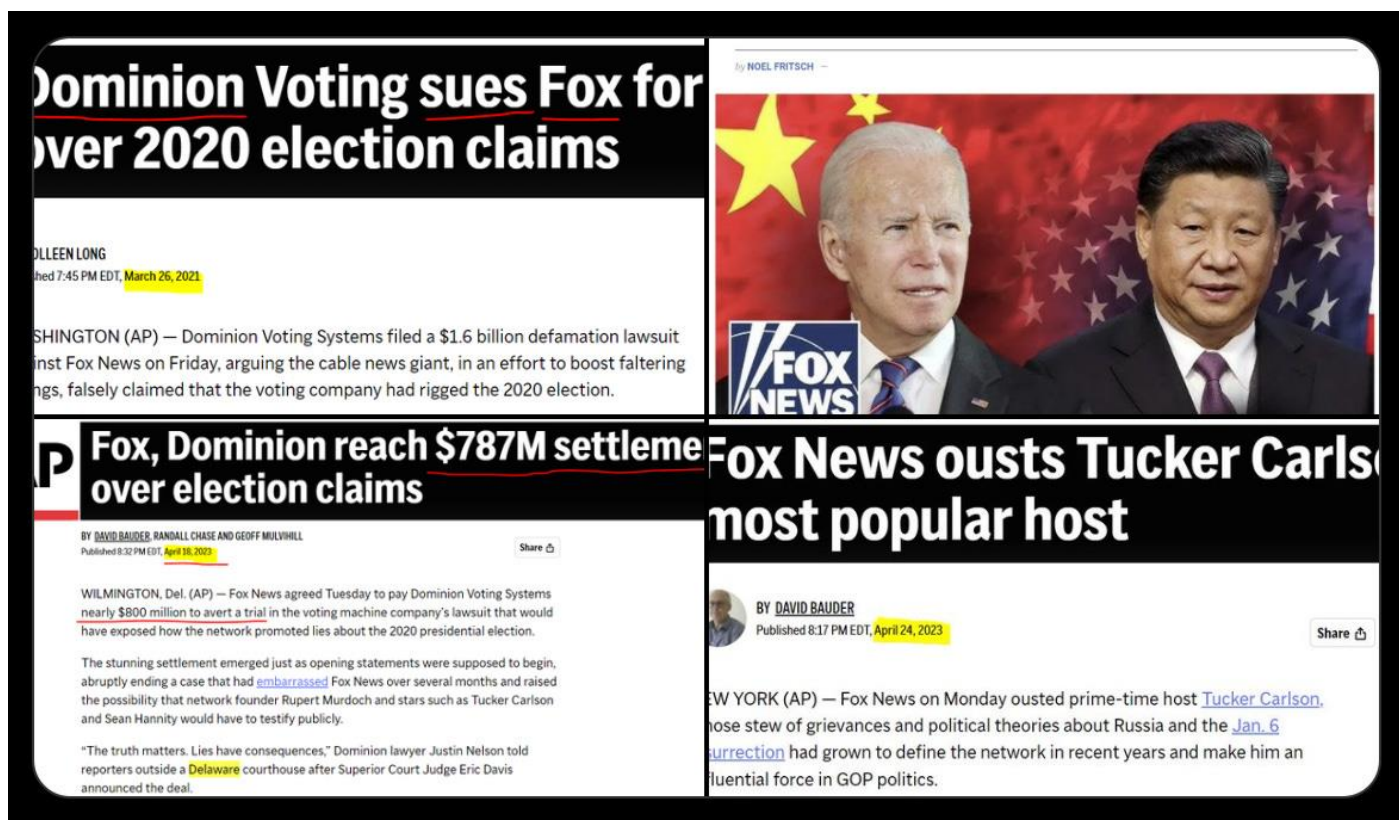 Dominion Voting sues Fox for
over 2020 election claims
OLLEEN LONG
shed 7:45 PM EDT, March 26, 2021
SHINGTON (AP) — Dominion Voting Systems filed a $1.6 billion defamation lawsuit
inst Fox News on Friday, arguing the cable news giant, in an effort to boost faltering
ngs, falsely claimed that the voting company had rigged the 2020 election.
by NOEL FRITSCH —
FOX
NEWS
AP
Fox, Dominion reach $787M settleme
over election claims
BY DAVID BAUDER, RANDALL CHASE AND GEOFF MULVIHILL
Published 8:32 PM EDT, April 18, 2023
Share
WILMINGTON, Del. (AP) — Fox News agreed Tuesday to pay Dominion Voting Systems
nearly $800 million to avert a trial in the voting machine company's lawsuit that would
have exposed how the network promoted lies about the 2020 presidential election.
The stunning settlement emerged just as opening statements were supposed to begin,
abruptly ending a case that had embarrassed Fox News over several months and raised
the possibility that network founder Rupert Murdoch and stars such as Tucker Carlson
and Sean Hannity would have to testify publicly.
“The truth matters. Lies have consequences,” Dominion lawyer Justin Nelson told
reporters outside a Delaware courthouse after Superior Court Judge Eric Davis
announced the deal.
Fox News ousts Tucker Carls
most popular host
BY DAVID BAUDER
Published 8:17 PM EDT, April 24, 2023
Share
EW YORK (AP) — Fox News on Monday ousted prime-time host Tucker Carlson,
hose stew of grievances and political theories about Russia and the Jan. 6
surrection had grown to define the network in recent years and make him an
fluential force in GOP politics.